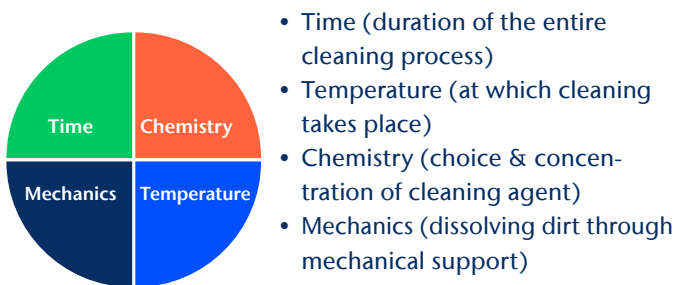 Time
Chemistry
Mechanics
Temperature
• Time (duration of the entire
cleaning process)
• Temperature (at which cleaning
takes place)
• Chemistry (choice & concen-
tration of cleaning agent)
• Mechanics (dissolving dirt through
mechanical support)